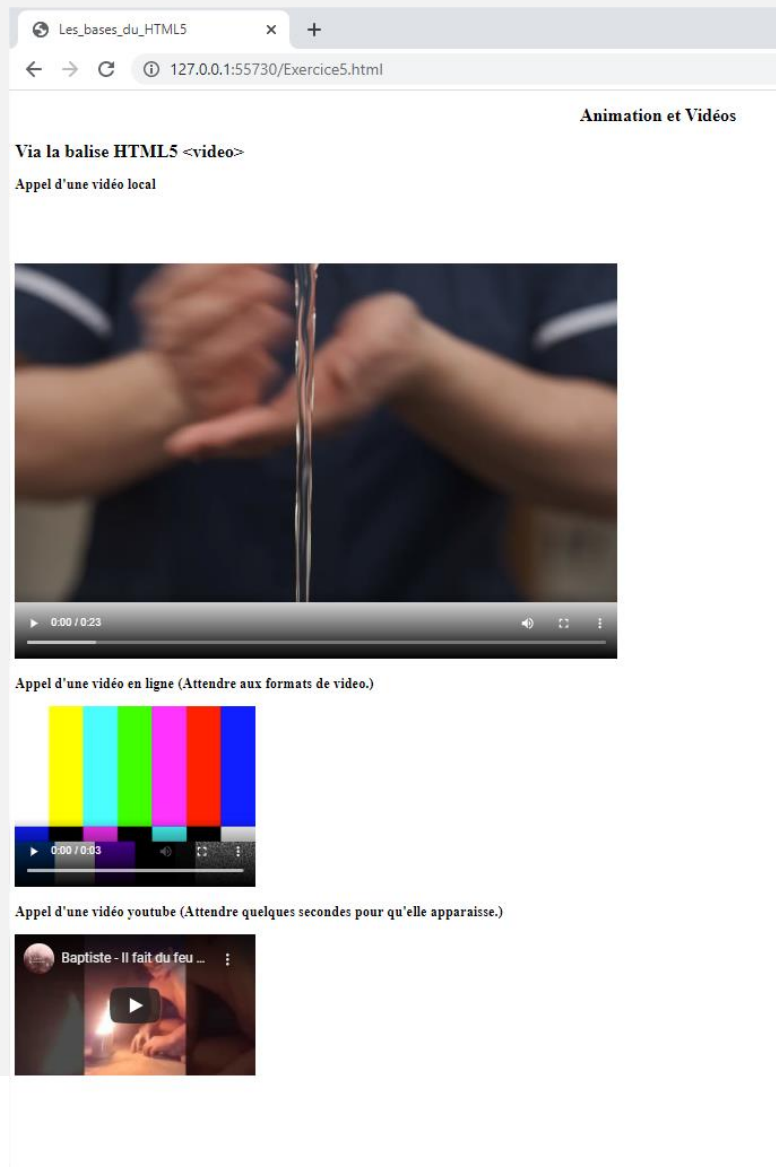 Les_bases_du_HTML5
127.0.0.1:55730/Exercice5.html
Animation et Vidéos
Via la balise HTML5 <video>
Appel d'une vidéo local
0:00 / 0:23
Appel d'une vidéo en ligne (Attendre aux formats de video.)
0:00 / 0:03
Appel d'une vidéo youtube (Attendre quelques secondes pour qu'elle apparaisse.)
Baptiste - Il fait du feu ...